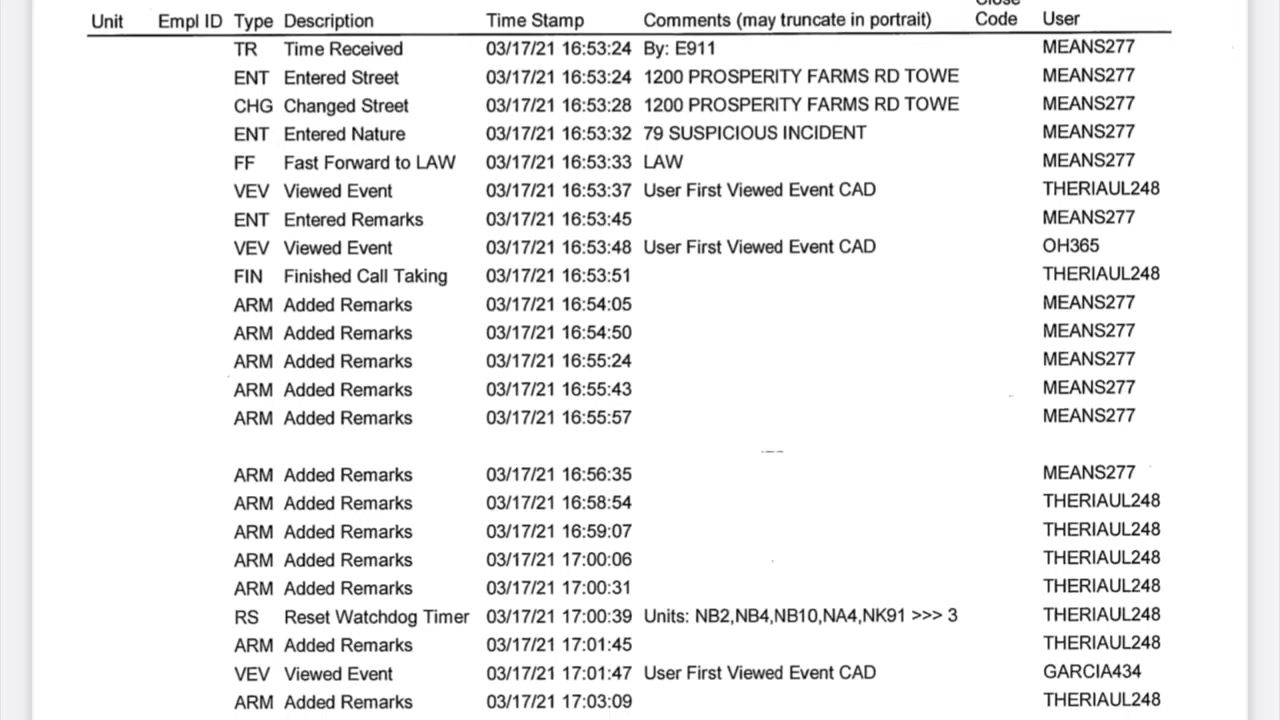 Close
Unit Empl ID Type Description Time Stamp Comments (may truncate in portrait) Code User
TR Time Received 03/17/21 16:53:24 By: E911 MEANS277
ENT Entered Street 03/17/21 16:53:24 1200 PROSPERITY FARMS RD TOWE MEANS277
CHG Changed Street 03/17/21 16:53:28 1200 PROSPERITY FARMS RD TOWE MEANS277
ENT Entered Nature 03/17/21 16:53:32 79 SUSPICIOUS INCIDENT MEANS277
FF Fast Forward to LAW 03/17/21 16:53:33 LAW MEANS277
VEV Viewed Event 03/17/21 16:53:37 User First Viewed Event CAD THERIAUL248
ENT Entered Remarks 03/17/21 16:53:45 MEANS277
VEV Viewed Event 03/17/21 16:53:48 User First Viewed Event CAD OH365
FIN Finished Call Taking 03/17/21 16:53:51 THERIAUL248
ARM Added Remarks 03/17/21 16:54:05 MEANS277
ARM Added Remarks 03/17/21 16:54:50 MEANS277
ARM Added Remarks 03/17/21 16:55:24 MEANS277
ARM Added Remarks 03/17/21 16:55:43 MEANS277
ARM Added Remarks 03/17/21 16:55:57 MEANS277
ARM Added Remarks 03/17/21 16:56:35 MEANS277
ARM Added Remarks 03/17/21 16:58:54 THERIAUL248
ARM Added Remarks 03/17/21 16:59:07 THERIAUL248
ARM Added Remarks 03/17/21 17:00:06 THERIAUL248
ARM Added Remarks 03/17/21 17:00:31 THERIAUL248
RS Reset Watchdog Timer 03/17/21 17:00:39 Units: NB2,NB4,NB10,NA4,NK91 >>> 3 THERIAUL248
ARM Added Remarks 03/17/21 17:01:45 THERIAUL248
VEV Viewed Event 03/17/21 17:01:47 User First Viewed Event CAD GARCIA434
ARM Added Remarks 03/17/21 17:03:09 THERIAUL248